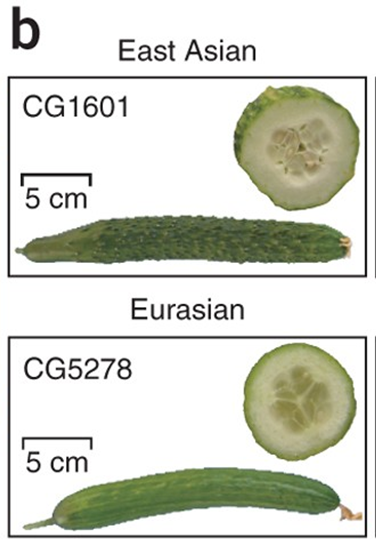 b
East Asian
CG1601
5 cm
Eurasian
CG5278
5 cm